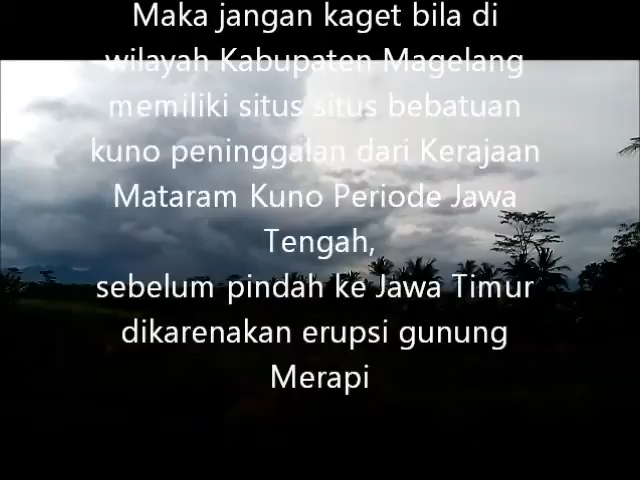 Maka jangan kaget bila di
wilayah Kabupaten Magelang
memiliki situs situs bebatuan
kuno peninggalan dari Kerajaan
Mataram Kuno Periode Jawa
Tengah,
sebelum pindah ke Jawa Timur
dikarenakan erupsi gunung
Merapi